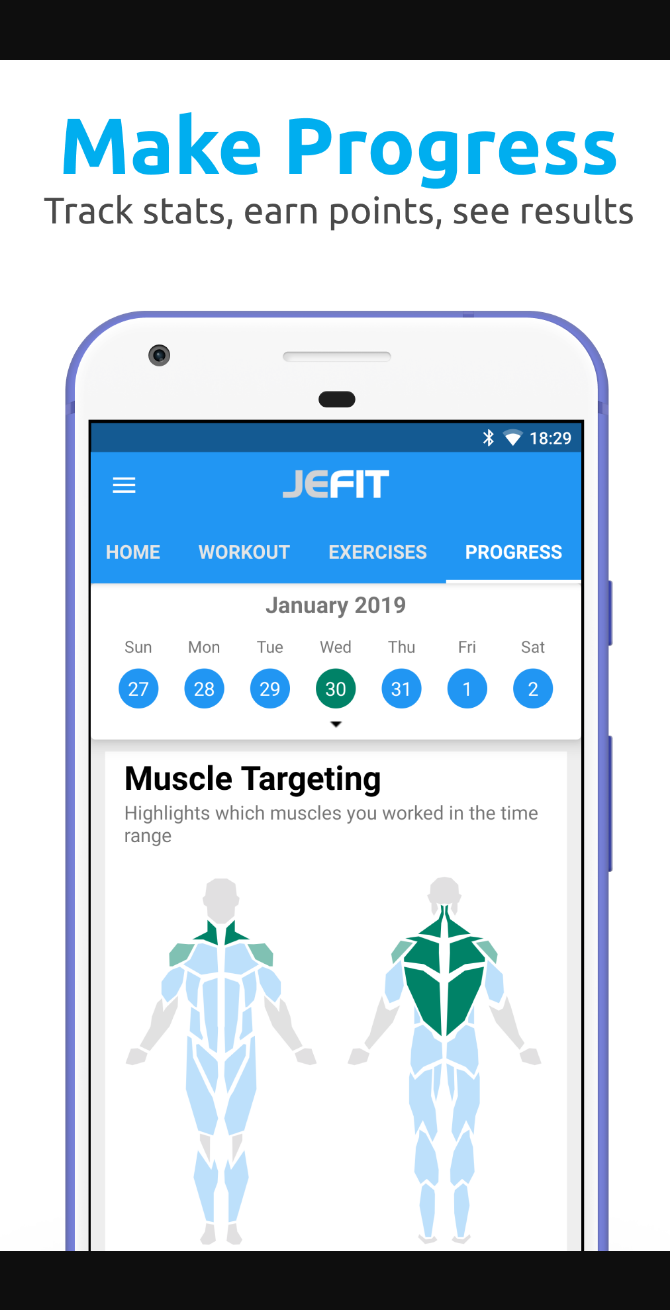 Make Progress
Track stats, earn points, see results
18:29
JEFIT
HOME WORKOUT EXERCISES PROGRESS
January 2019
Sun Mon Tue Wed Thu Fri Sat
27 28 29 30 31 1 2
Muscle Targeting
Highlights which muscles you worked in the time
range